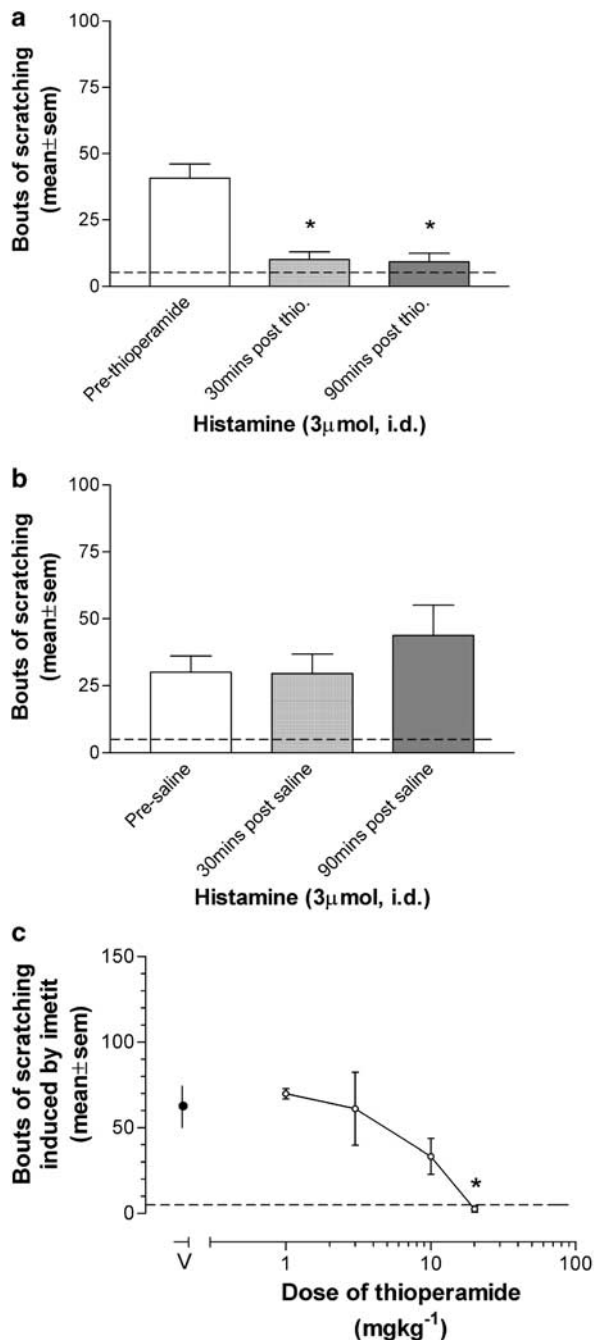 a
100
75
50
25
0
Bouts of scratching
(mean±sem)
*
*
Pre-thioperamide
30mins post thio.
90mins post thio.
Histamine (3μmol, i.d.)
b
100
75
50
25
0
Bouts of scratching
(mean±sem)
Pre-saline
30mins post saline
90mins post saline
Histamine (3μmol, i.d.)
c
150
100
50
0
Bouts of scratching
induced by imetit
(mean±sem)
*
V
1
10
100
Dose of thioperamide
(mgkg⁻¹)